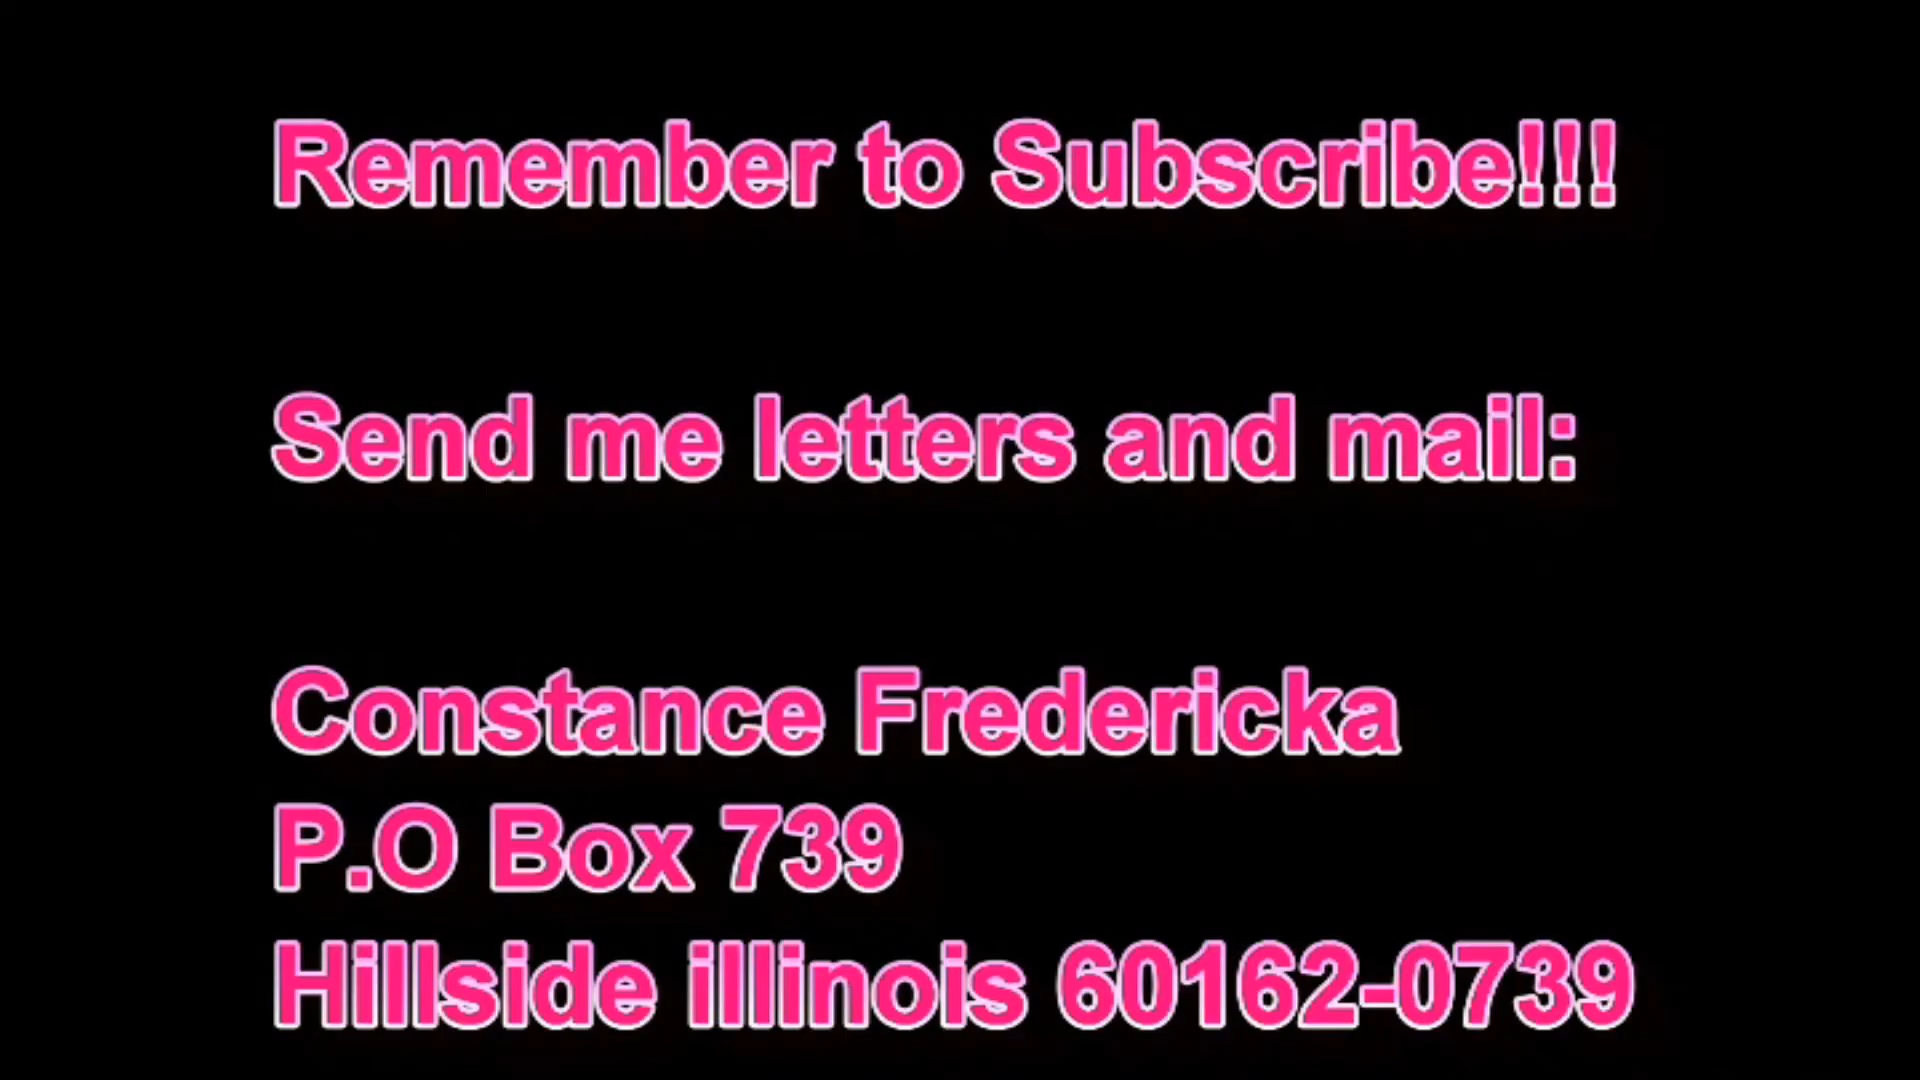 Remember to Subscribe!!!
Send me letters and mail:
Constance Fredericka
P.O Box 739
Hillside illinois 60162-0739